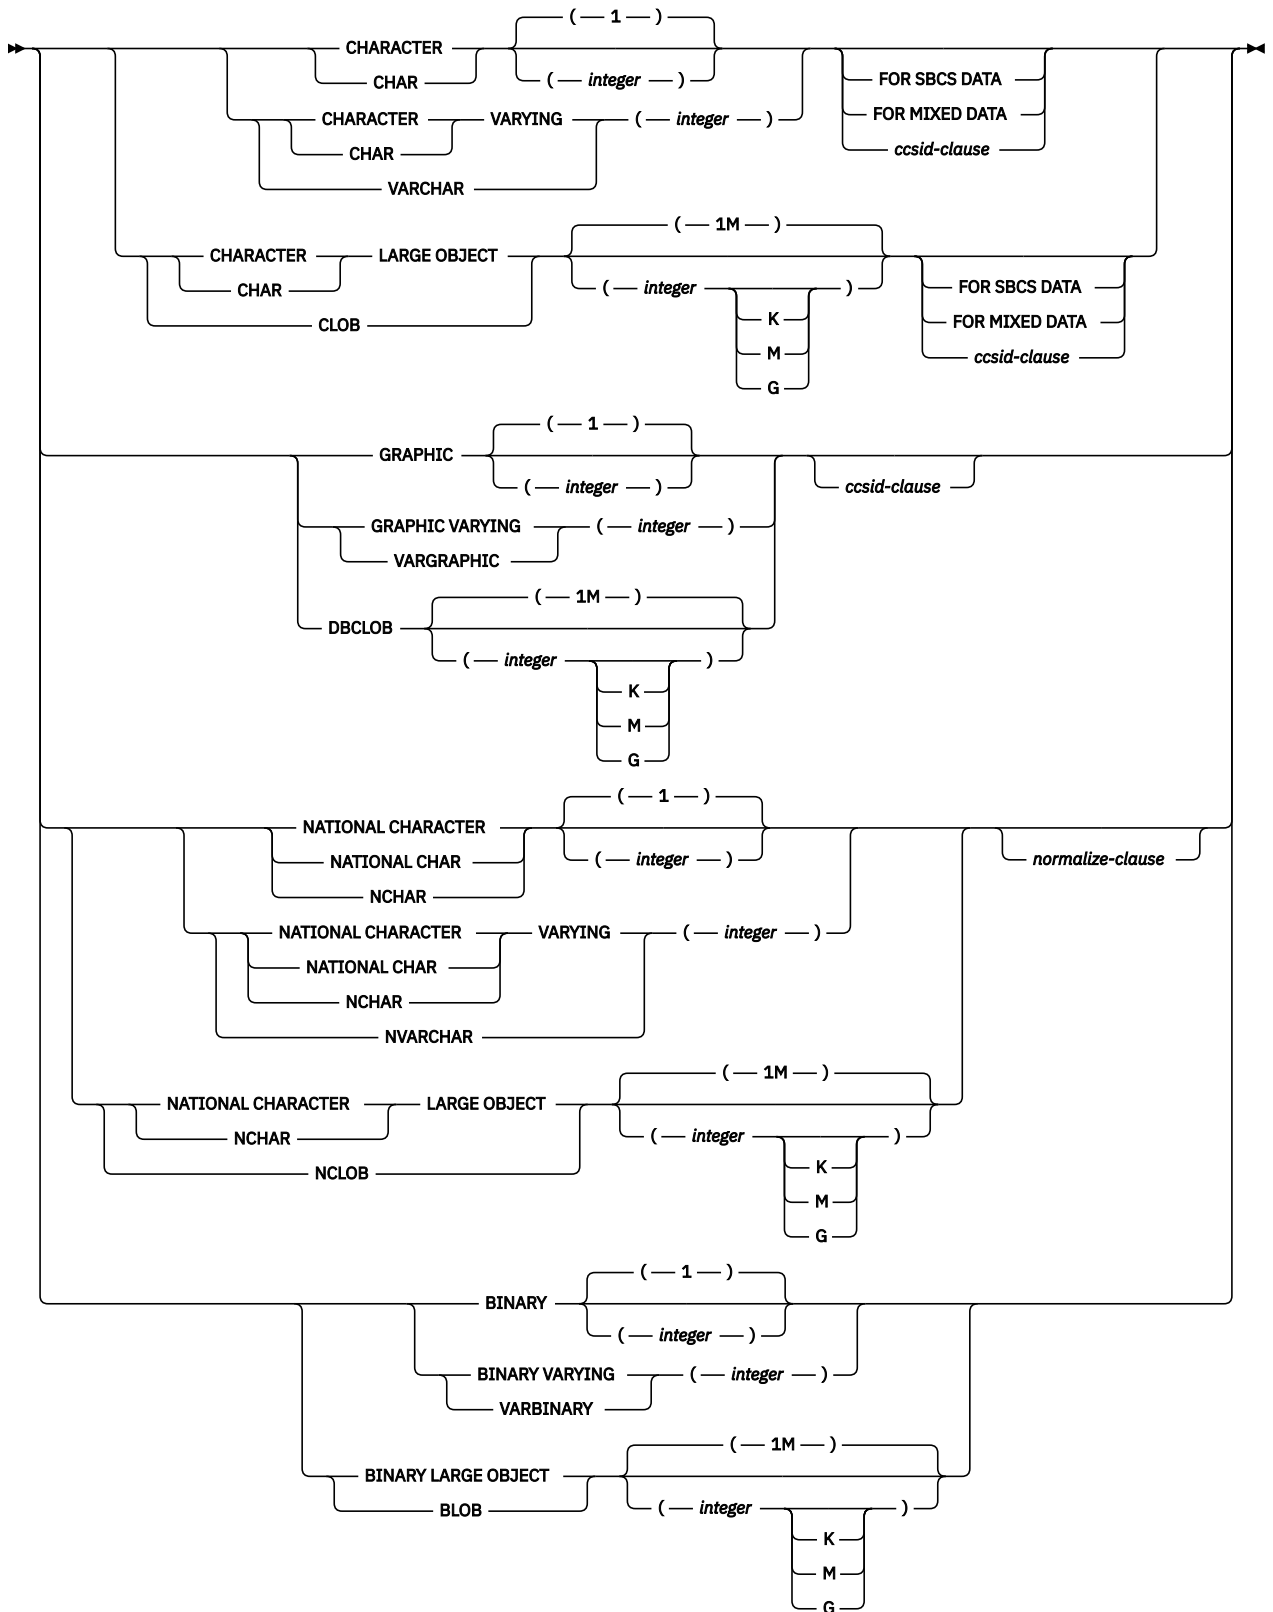 ( 1 )
CHARACTER
CHAR ( integer ) FOR SBCS DATA
FOR MIXED DATA
CHARACTER VARYING ( integer )
CHAR ccsid-clause
VARCHAR
( 1M )
CHARACTER LARGE OBJECT
CHAR ( integer ) FOR SBCS DATA
CLOB K FOR MIXED DATA
M ccsid-clause
G
( 1 )
GRAPHIC
( integer ) ccsid-clause
GRAPHIC VARYING ( integer )
VARGRAPHIC
( 1M )
DBCLOB
( integer )
K
M
G
( 1 )
NATIONAL CHARACTER
NATIONAL CHAR ( integer ) normalize-clause
NCHAR
NATIONAL CHARACTER VARYING ( integer )
NATIONAL CHAR
NCHAR
NVARCHAR
( 1M )
NATIONAL CHARACTER LARGE OBJECT
NCHAR ( integer )
NCLOB K
M
G
( 1 )
BINARY
( integer )
BINARY VARYING ( integer )
VARBINARY
( 1M )
BINARY LARGE OBJECT
BLOB ( integer )
K
M
G